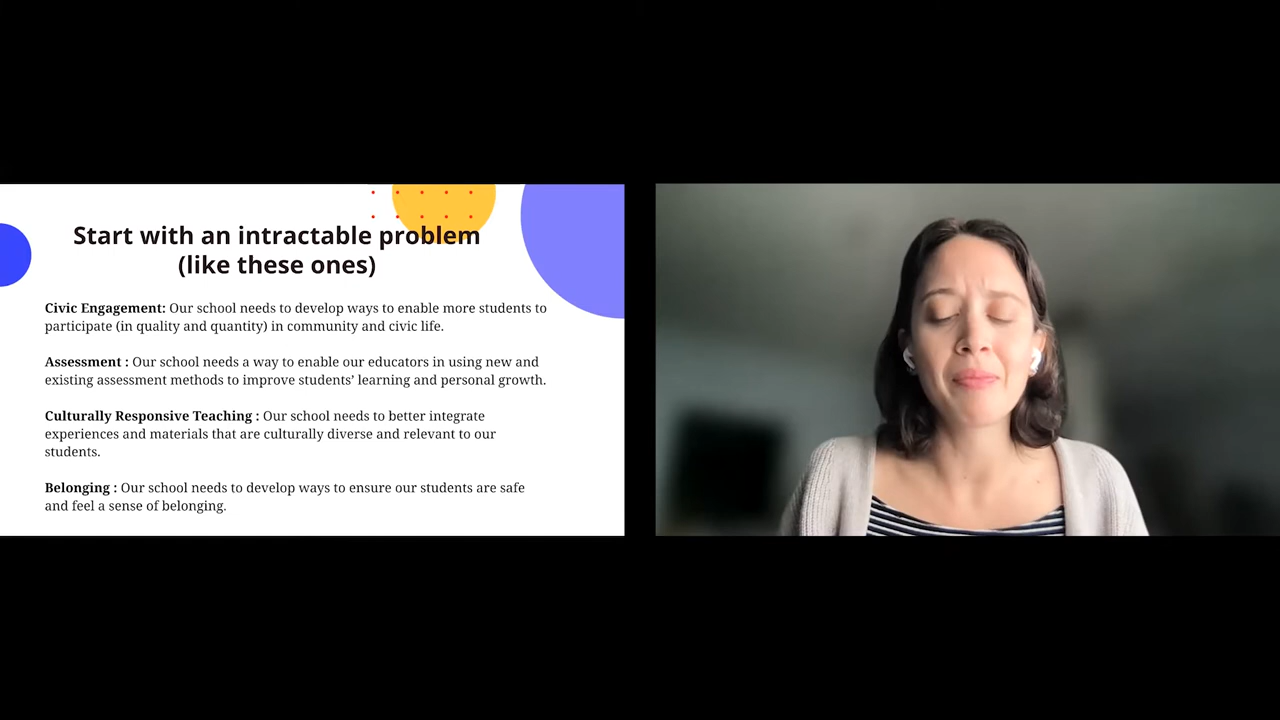 Start with an intractable problem
(like these ones)
Civic Engagement: Our school needs to develop ways to enable more students to
participate (in quality and quantity) in community and civic life.
Assessment : Our school needs a way to enable our educators in using new and
existing assessment methods to improve students’ learning and personal growth.
Culturally Responsive Teaching : Our school needs to better integrate
experiences and materials that are culturally diverse and relevant to our
students.
Belonging : Our school needs to develop ways to ensure our students are safe
and feel a sense of belonging.